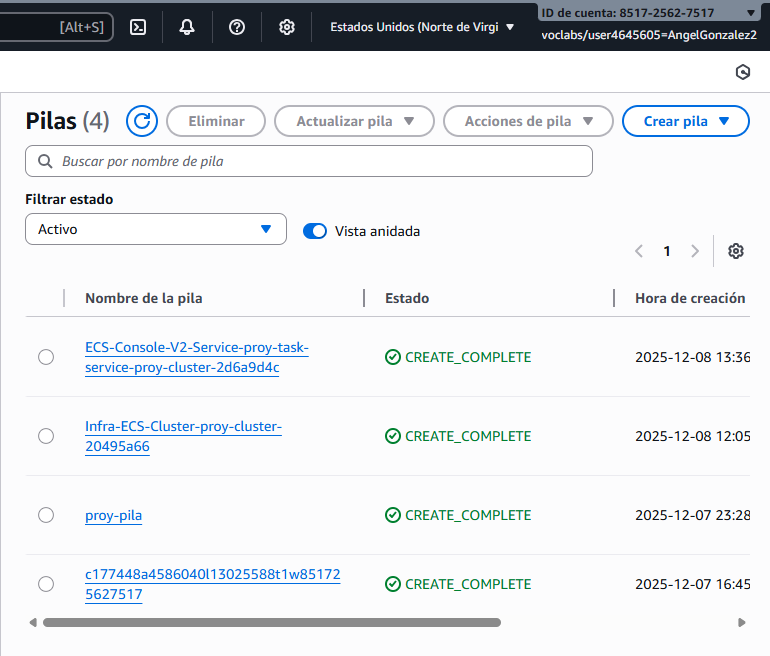 [Alt+S]
Estados Unidos (Norte de Virgi
ID de cuenta: 8517-2562-7517
voclabs/user4645605=AngelGonzalez2
Pilas (4)
Eliminar
Actualizar pila
Acciones de pila
Crear pila
Buscar por nombre de pila
Filtrar estado
Activo
Vista anidada
1
Nombre de la pila
Estado
Hora de creación
ECS-Console-V2-Service-proy-task-
service-proy-cluster-2d6a9d4c
CREATE_COMPLETE
2025-12-08 13:36
Infra-ECS-Cluster-proy-cluster-
20495a66
CREATE_COMPLETE
2025-12-08 12:05
proy-pila
CREATE_COMPLETE
2025-12-07 23:28
c177448a4586040l13025588t1w85172
5627517
CREATE_COMPLETE
2025-12-07 16:45